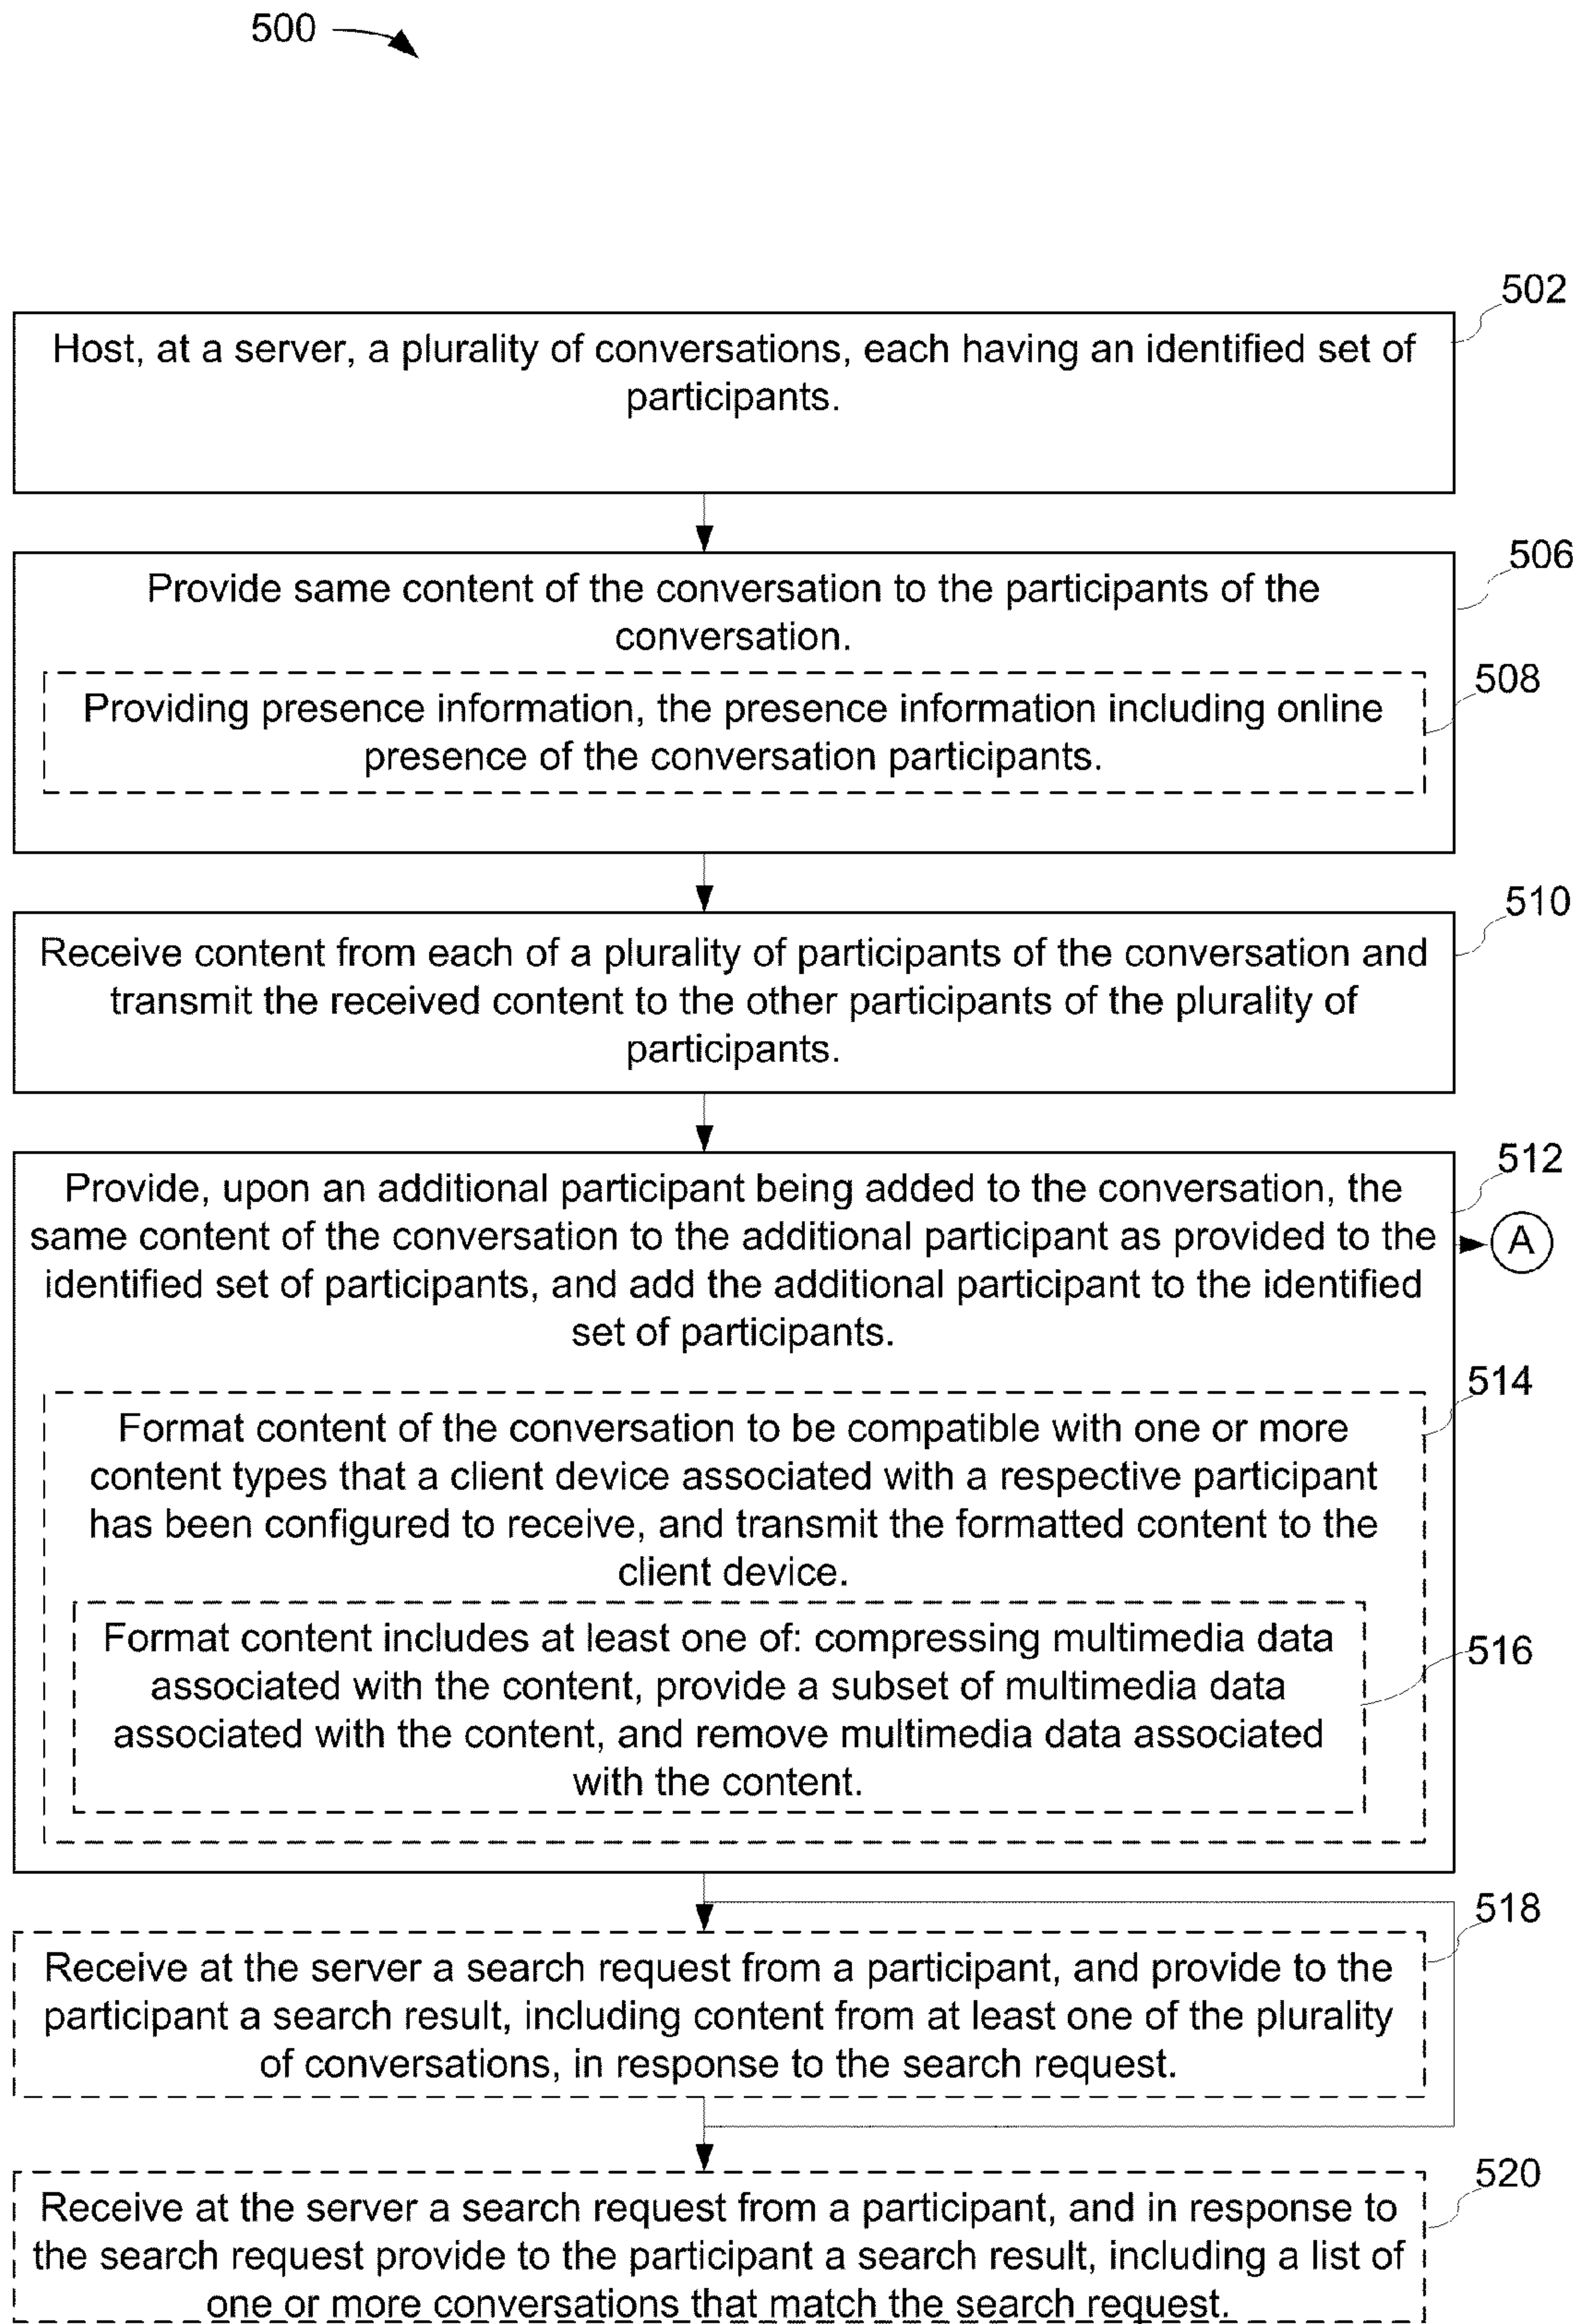 500
502
Host, at a server, a plurality of conversations, each having an identified set of
participants.
506
Provide same content of the conversation to the participants of the
conversation.
508
Providing presence information, the presence information including online
presence of the conversation participants.
510
Receive content from each of a plurality of participants of the conversation and
transmit the received content to the other participants of the plurality of
participants.
512
Provide, upon an additional participant being added to the conversation, the
same content of the conversation to the additional participant as provided to the
identified set of participants, and add the additional participant to the identified
set of participants.
A
514
Format content of the conversation to be compatible with one or more
content types that a client device associated with a respective participant
has been configured to receive, and transmit the formatted content to the
client device.
516
Format content includes at least one of: compressing multimedia data
associated with the content, provide a subset of multimedia data
associated with the content, and remove multimedia data associated
with the content.
518
Receive at the server a search request from a participant, and provide to the
participant a search result, including content from at least one of the plurality
of conversations, in response to the search request.
520
Receive at the server a search request from a participant, and in response to
the search request provide to the participant a search result, including a list of
one or more conversations that match the search request.